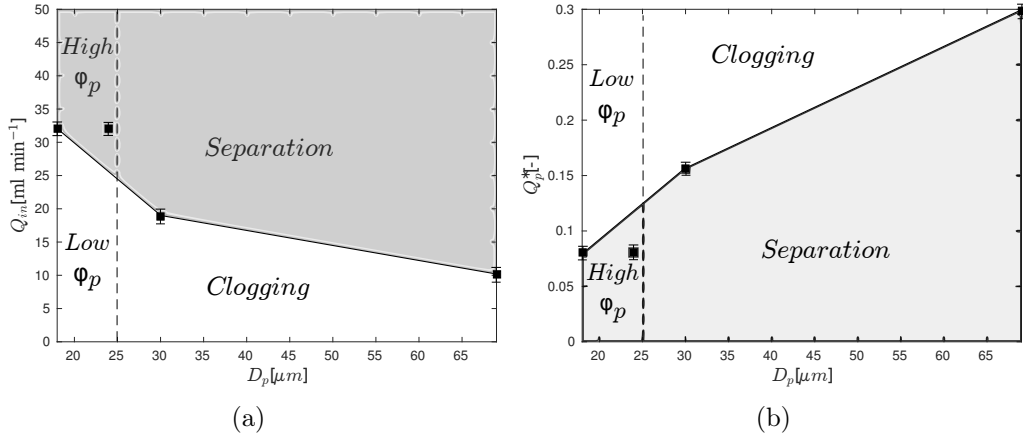 50
45
40
35
30
25
20
15
10
5
0
Q_in[ml min⁻¹]
High
φ_p
Separation
Low
φ_p
Clogging
20 25 30 35 40 45 50 55 60 65
D_p[μm]
(a)
0.3
0.25
0.2
0.15
0.1
0.05
0
Q_p*[-]
Clogging
Low
φ_p
Separation
High
φ_p
20 25 30 35 40 45 50 55 60 65
D_p[μm]
(b)